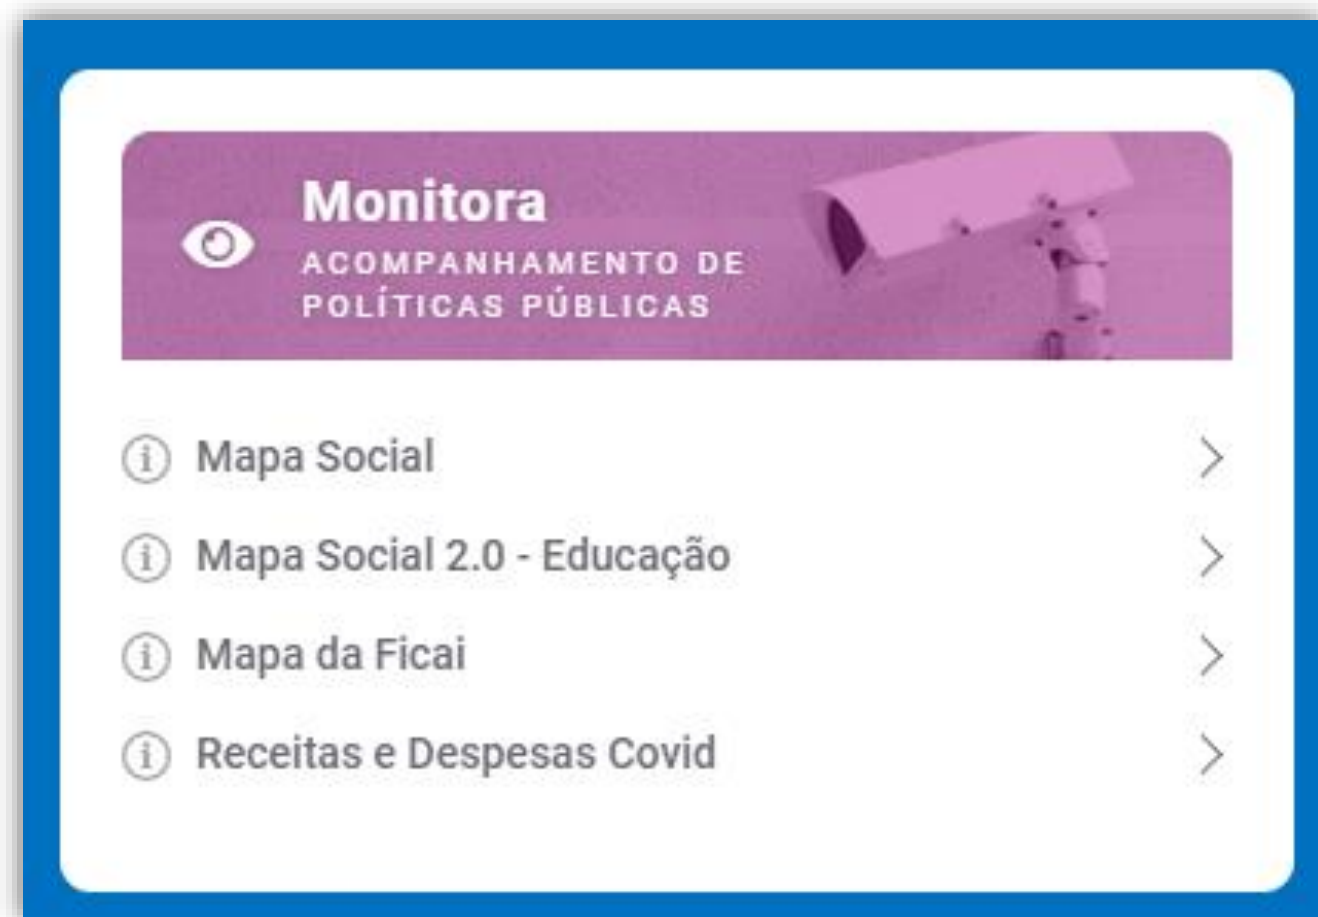 Monitora
ACOMPANHAMENTO DE
POLÍTICAS PÚBLICAS
Mapa Social
Mapa Social 2.0 - Educação
Mapa da Ficai
Receitas e Despesas Covid